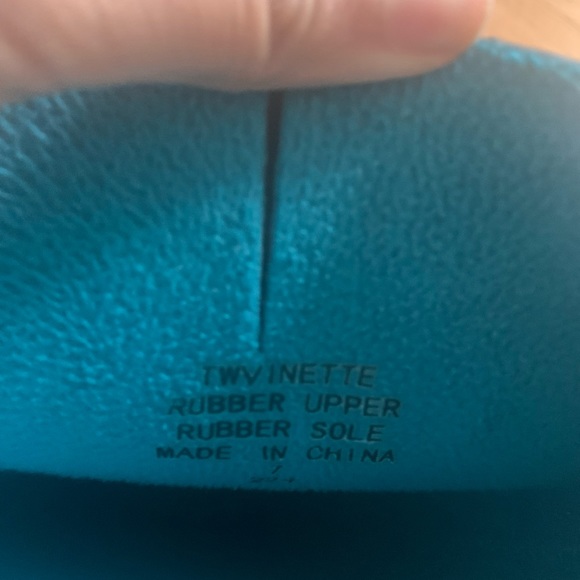 TWVINETTE
RUBBER UPPER
RUBBER SOLE
MADE IN CHINA